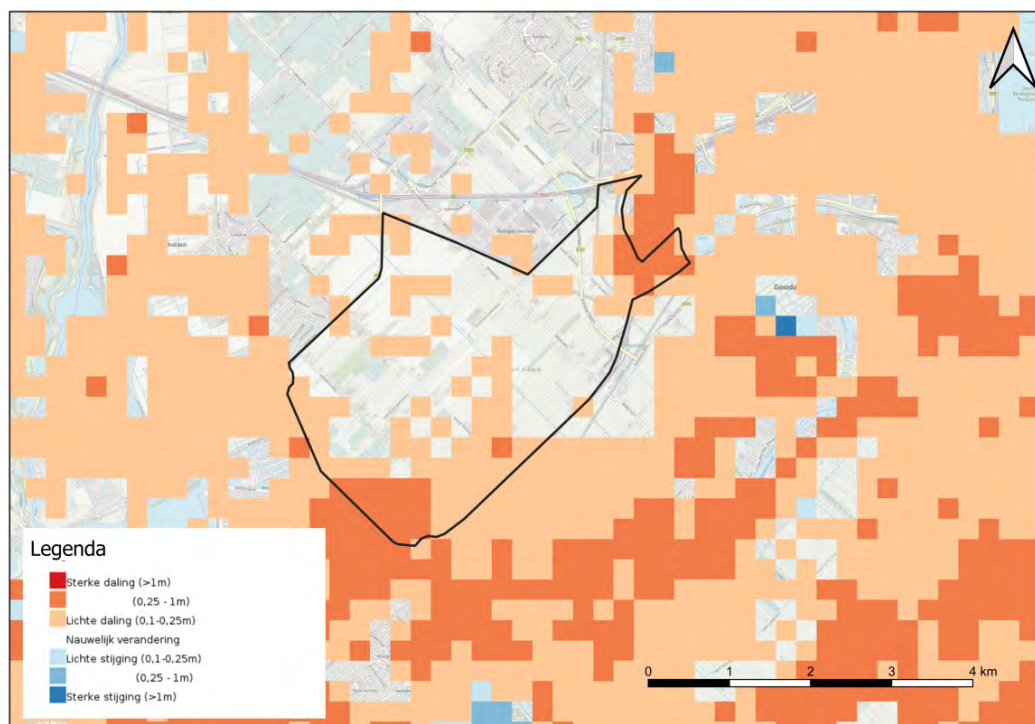 Gouda
huizen
Legenda
Sterke daling (>1m)
(0,25 - 1m)
Lichte daling (0,1-0,25m)
Nauwelijk verandering
Lichte stijging (0,1-0,25m)
(0,25 - 1m)
Sterke stijging (>1m)
0 1 2 3 4 km